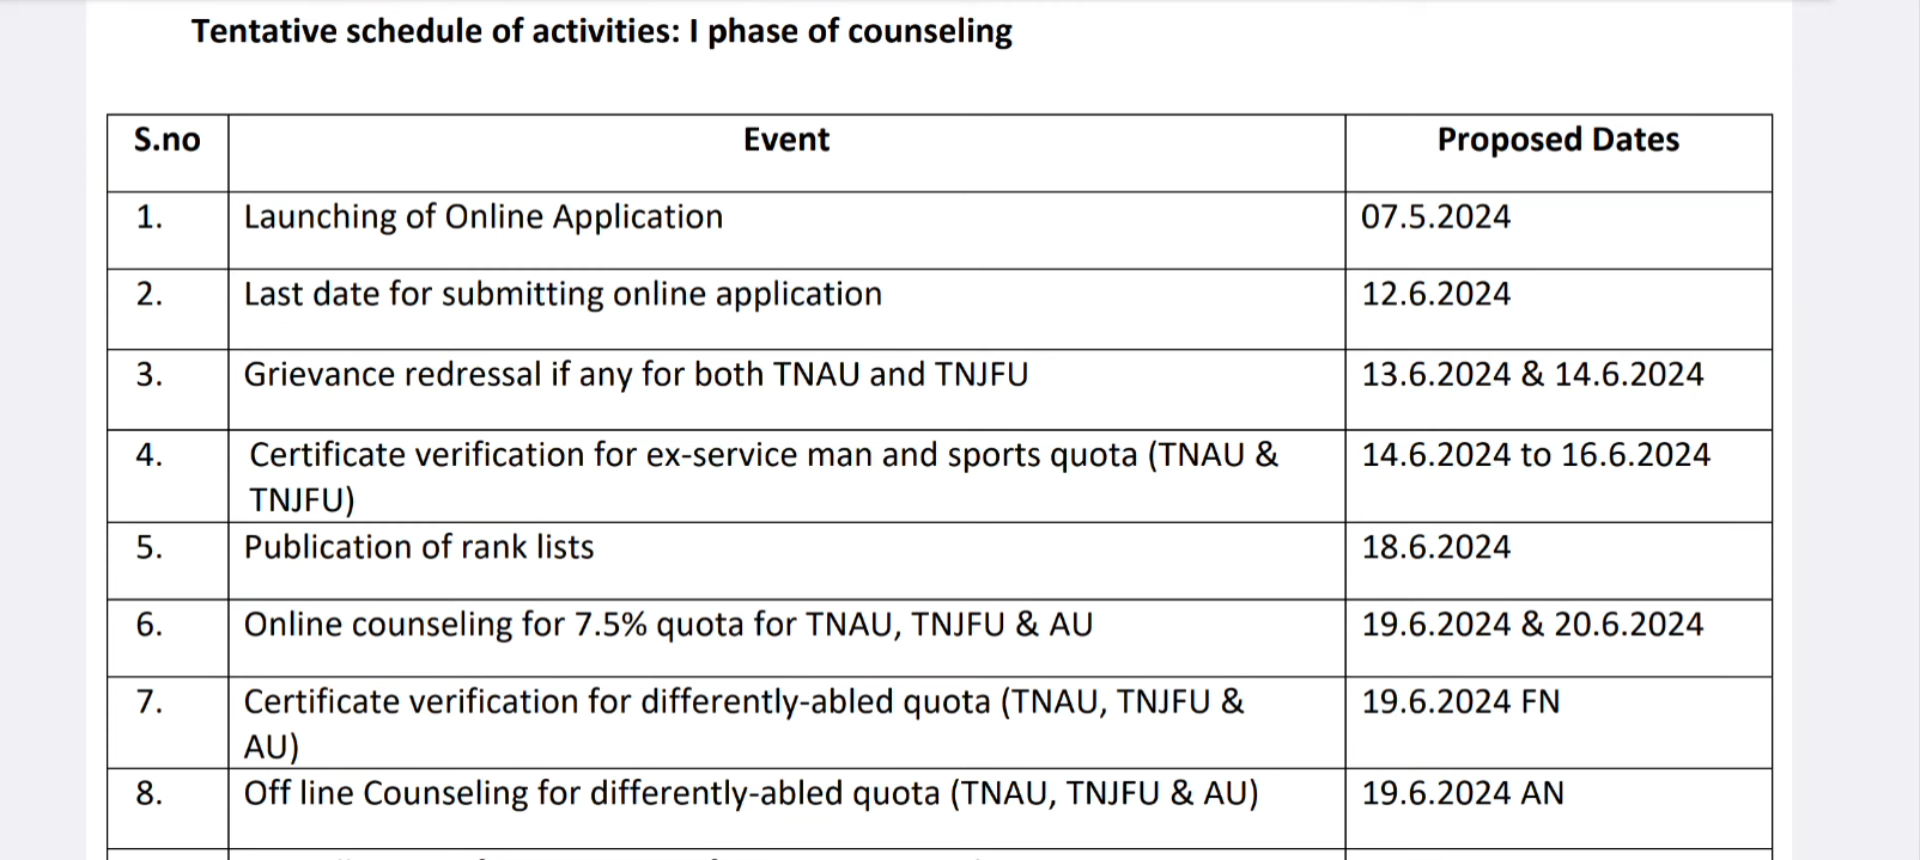 Tentative schedule of activities: I phase of counseling
S.no Event Proposed Dates
1. Launching of Online Application 07.5.2024
2. Last date for submitting online application 12.6.2024
3. Grievance redressal if any for both TNAU and TNJFU 13.6.2024 & 14.6.2024
4. Certificate verification for ex-service man and sports quota (TNAU & 14.6.2024 to 16.6.2024
TNJFU)
5. Publication of rank lists 18.6.2024
6. Online counseling for 7.5% quota for TNAU, TNJFU & AU 19.6.2024 & 20.6.2024
7. Certificate verification for differently-abled quota (TNAU, TNJFU & 19.6.2024 FN
AU)
8. Off line Counseling for differently-abled quota (TNAU, TNJFU & AU) 19.6.2024 AN